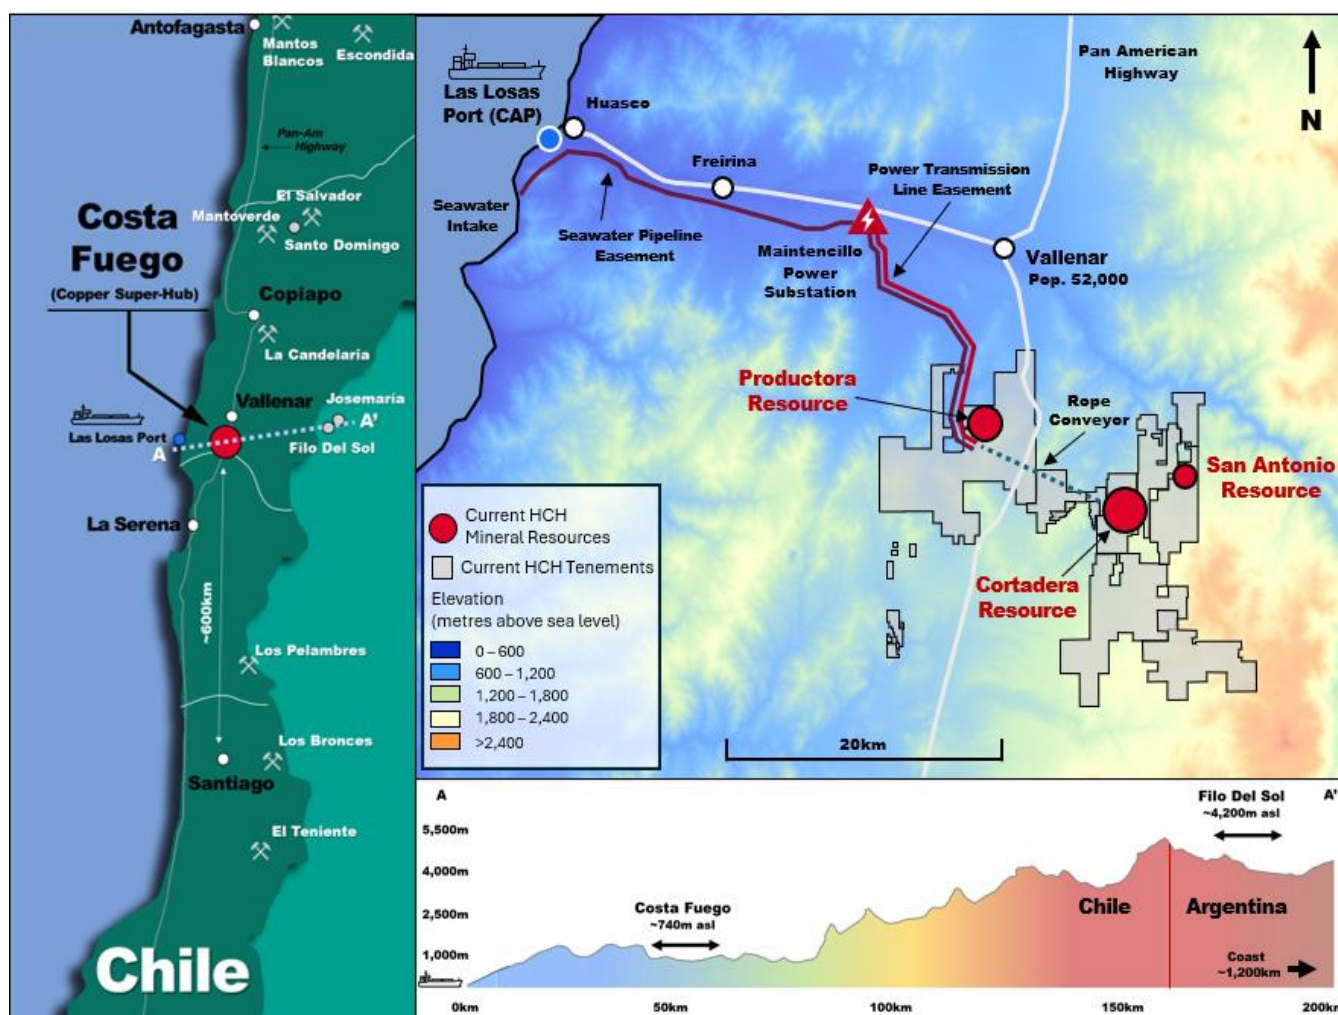 Antofagasta
Mantos
Blancos
Escondida
Pan-Am
Highway
El Salvador
Mantoverde
Santo Domingo
Costa
Fuego
(Copper Super-Hub)
Copiapo
La Candelaria
Vallenar
Josemaria
Las Losas Port
A
A'
Filo Del Sol
La Serena
~600km
Los Pelambres
Los Bronces
Santiago
El Teniente
Chile
Las Losas
Port (CAP)
Huasco
Pan American
Highway
N
Freirina
Power Transmission
Line Easement
Seawater
Intake
Seawater Pipeline
Easement
Maintencillo
Power
Substation
Vallenar
Pop. 52,000
Productora
Resource
Rope
Conveyor
San Antonio
Resource
Cortadera
Resource
Current HCH
Mineral Resources
Current HCH Tenements
Elevation
(metres above sea level)
0 – 600
600 – 1,200
1,200 – 1,800
1,800 – 2,400
>2,400
20km
A
A'
Filo Del Sol
~4,200m asl
5,500m
4,000m
2,500m
1,000m
Costa Fuego
~740m asl
Chile
Argentina
Coast
~1,200km
0km
50km
100km
150km
200km